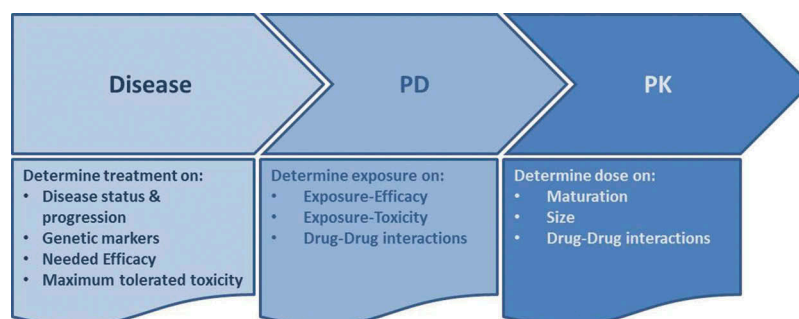 Disease
PD
PK
Determine treatment on:
• Disease status &
progression
• Genetic markers
• Needed Efficacy
• Maximum tolerated toxicity
Determine exposure on:
• Exposure-Efficacy
• Exposure-Toxicity
• Drug-Drug interactions
Determine dose on:
• Maturation
• Size
• Drug-Drug interactions